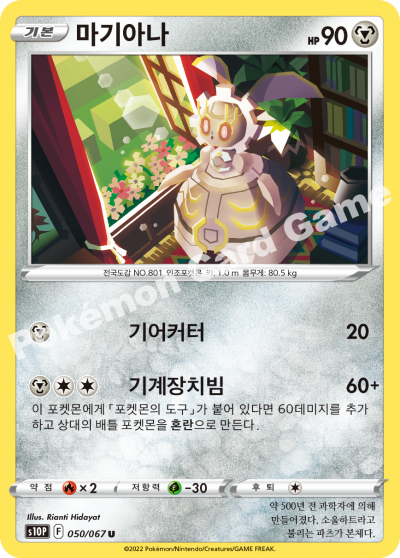 기본 마기아나 HP 90
전국도감 NO.801 인조포켓몬 키: 1.0 m 몸무게: 80.5 kg
Pokémon Card Game
기어커터 20
기계장치빔 60+
이 포켓몬에게 「포켓몬의 도구」가 붙어 있다면 60데미지를 추가
하고 상대의 배틀 포켓몬을 혼란으로 만든다.
약점 ×2 저항력 -30 후퇴
Illus. Rianti Hidayat
s10P F 050/067 U
약 500년 전 과학자에 의해
만들어졌다. 소울하트라고
불리는 파츠가 본체다.
©2022 Pokémon/Nintendo/Creatures/GAME FREAK.